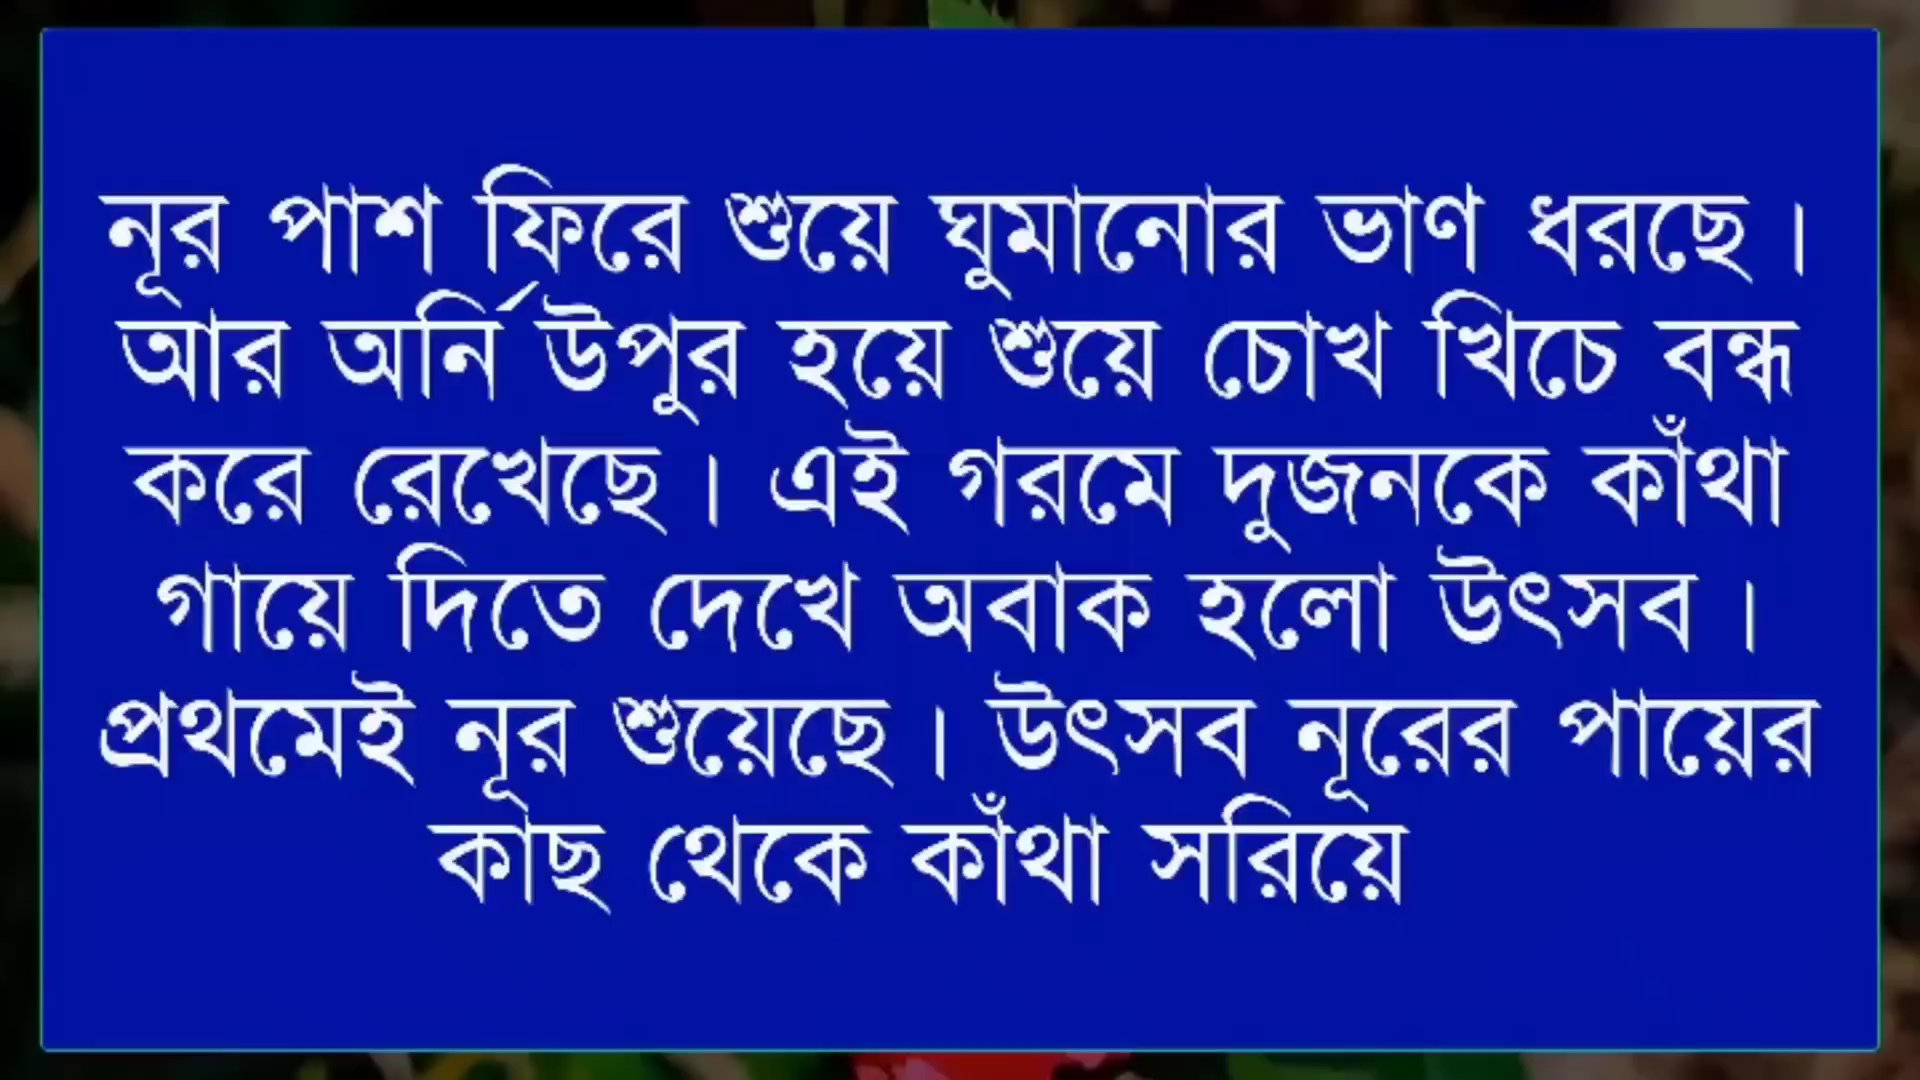 নূর পাশ ফিরে শুয়ে ঘুমানোর ভাণ ধরছে।
আর অর্নি উপুর হয়ে শুয়ে চোখ খিচে বন্ধ
করে রেখেছে। এই গরমে দুজনকে কাঁথা
গায়ে দিতে দেখে অবাক হলো উৎসব।
প্রথমেই নূর শুয়েছে। উৎসব নূরের পায়ের
কাছ থেকে কাঁথা সরিয়ে